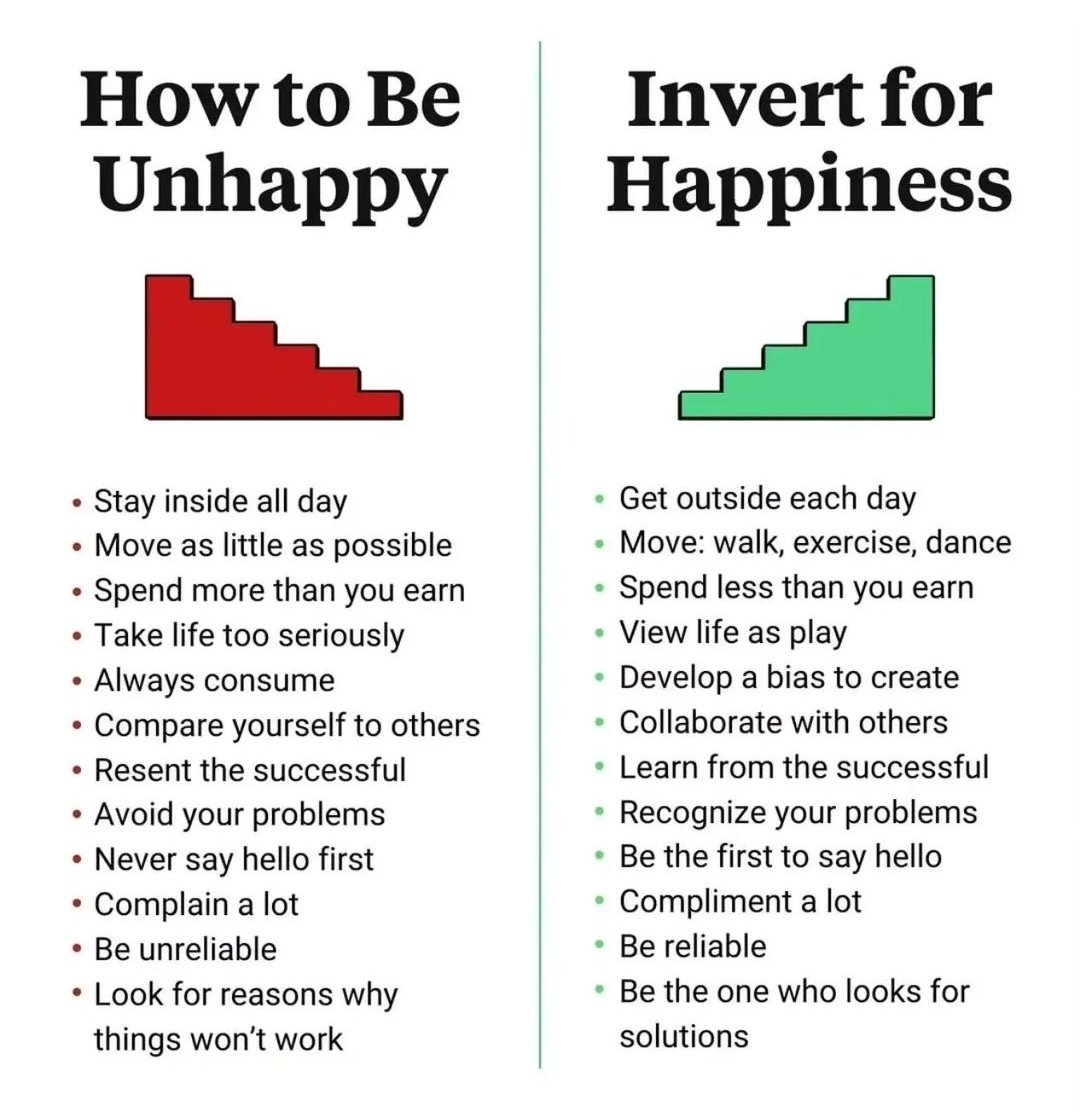 How to Be
Unhappy
• Stay inside all day
• Move as little as possible
• Spend more than you earn
• Take life too seriously
• Always consume
• Compare yourself to others
• Resent the successful
• Avoid your problems
• Never say hello first
• Complain a lot
• Be unreliable
• Look for reasons why
things won’t work
Invert for
Happiness
• Get outside each day
• Move: walk, exercise, dance
• Spend less than you earn
• View life as play
• Develop a bias to create
• Collaborate with others
• Learn from the successful
• Recognize your problems
• Be the first to say hello
• Compliment a lot
• Be reliable
• Be the one who looks for
solutions